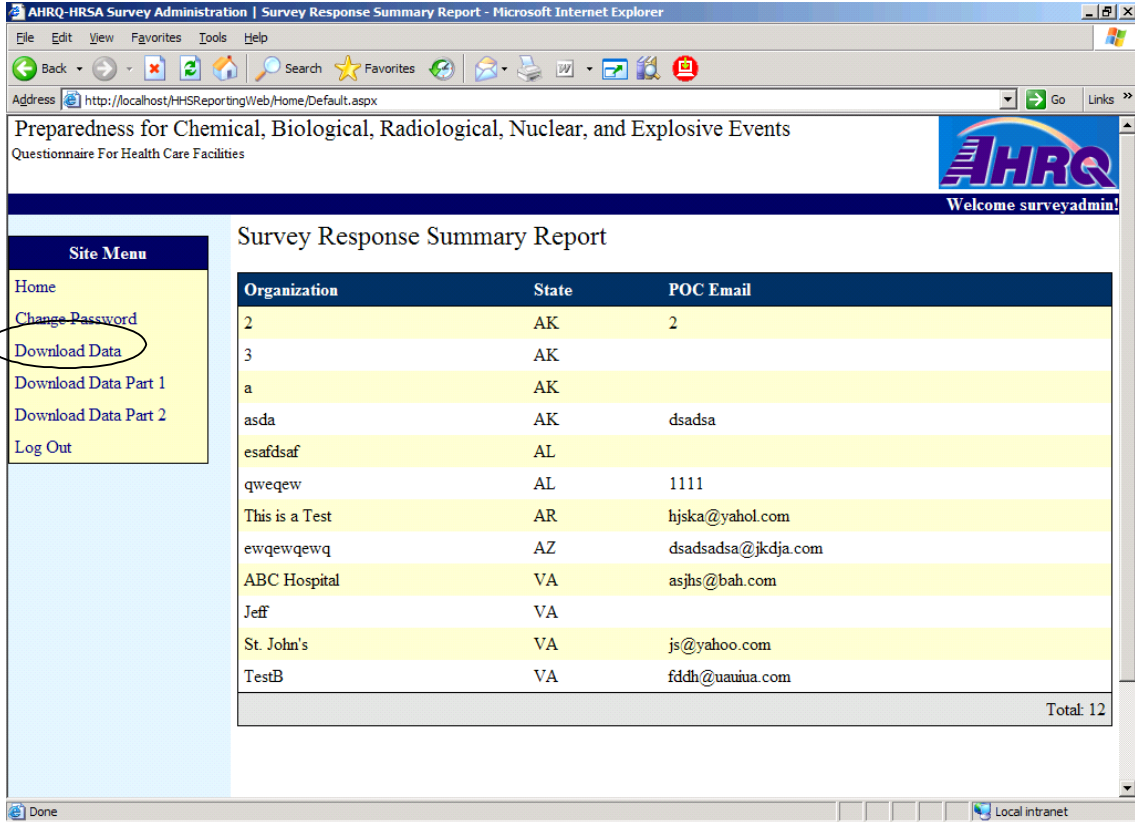 AHRQ-HRSA Survey Administration | Survey Response Summary Report - Microsoft Internet Explorer
File Edit View Favorites Tools Help
Back Search Favorites
Address http://localhost/HHSReportingWeb/Home/Default.aspx Go Links »
Preparedness for Chemical, Biological, Radiological, Nuclear, and Explosive Events
Questionnaire For Health Care Facilities
AHRQ
Welcome surveyadmin!
Site Menu
Home
Change Password
Download Data
Download Data Part 1
Download Data Part 2
Log Out
Survey Response Summary Report
Organization State POC Email
2 AK 2
3 AK
a AK
asda AK dsadsa
esafdsaf AL
qweqew AL 1111
This is a Test AR hjska@yahol.com
ewqewqewq AZ dsadsadsa@jkdja.com
ABC Hospital VA asjhs@bah.com
Jeff VA
St. John's VA js@yahoo.com
TestB VA fddh@uauiua.com
Total: 12
Done Local intranet